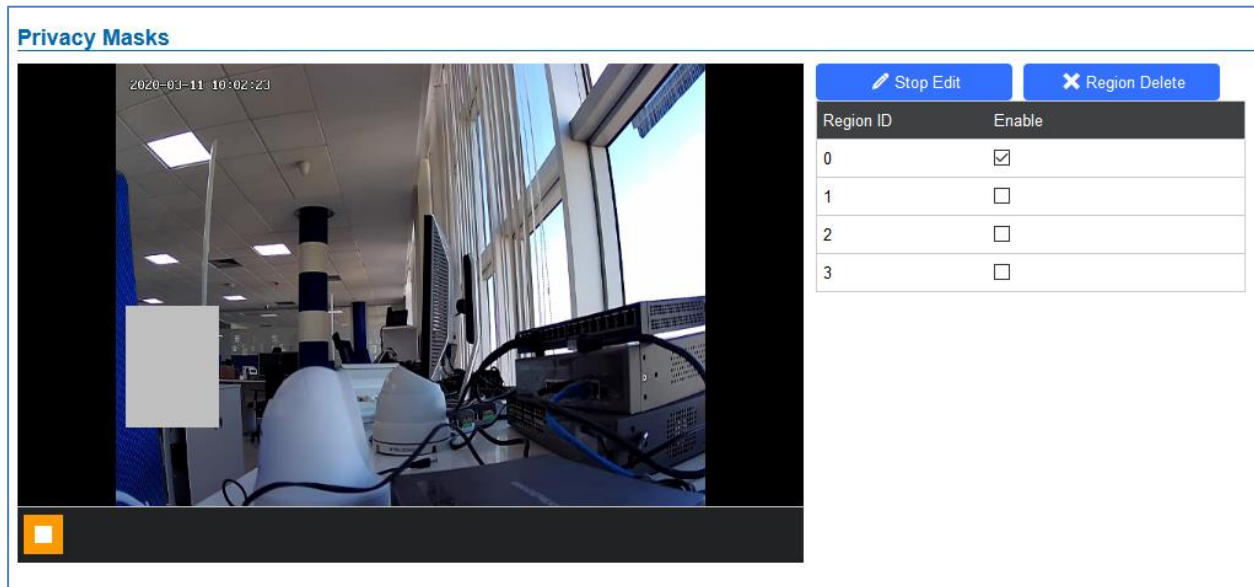 Privacy Masks
2020-03-11 10:02:23
Stop Edit
Region Delete
Region ID Enable
0
1
2
3